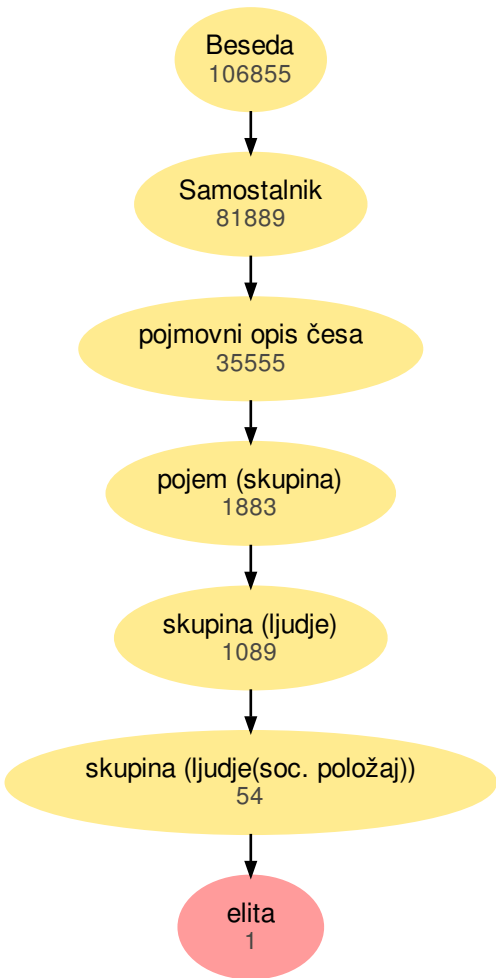 Beseda
106855
Samostalnik
81889
pojmovni opis česa
35555
pojem (skupina)
1883
skupina (ljudje)
1089
skupina (ljudje(soc. položaj))
54
elita
1